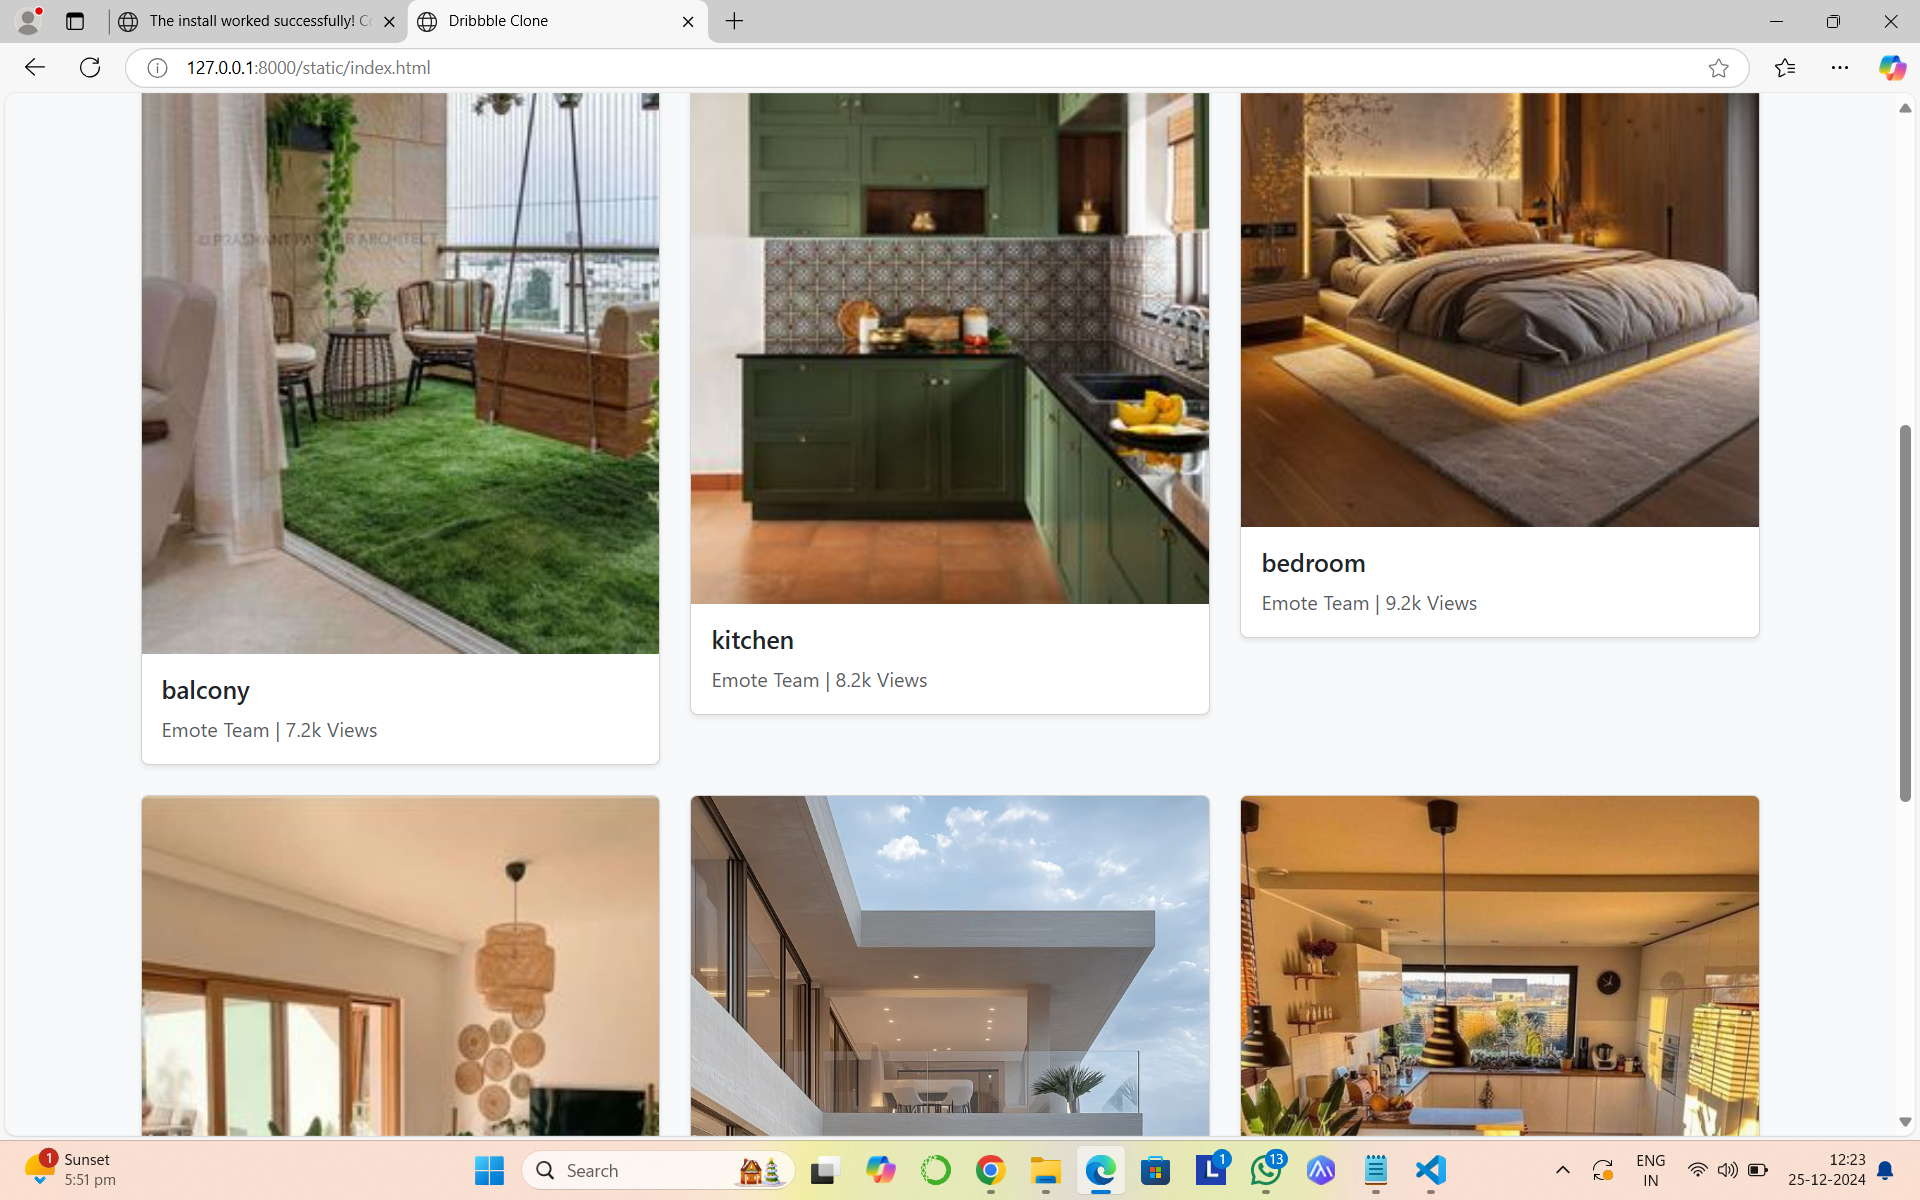 The install worked successfully! Co
Dribbble Clone
127.0.0.1:8000/static/index.html
© PRASHANT PARMAR ARCHITECT
balcony
Emote Team | 7.2k Views
kitchen
Emote Team | 8.2k Views
bedroom
Emote Team | 9.2k Views
1
Sunset
5:51 pm
Search
L
1
13
ENG
IN
12:23
25-12-2024